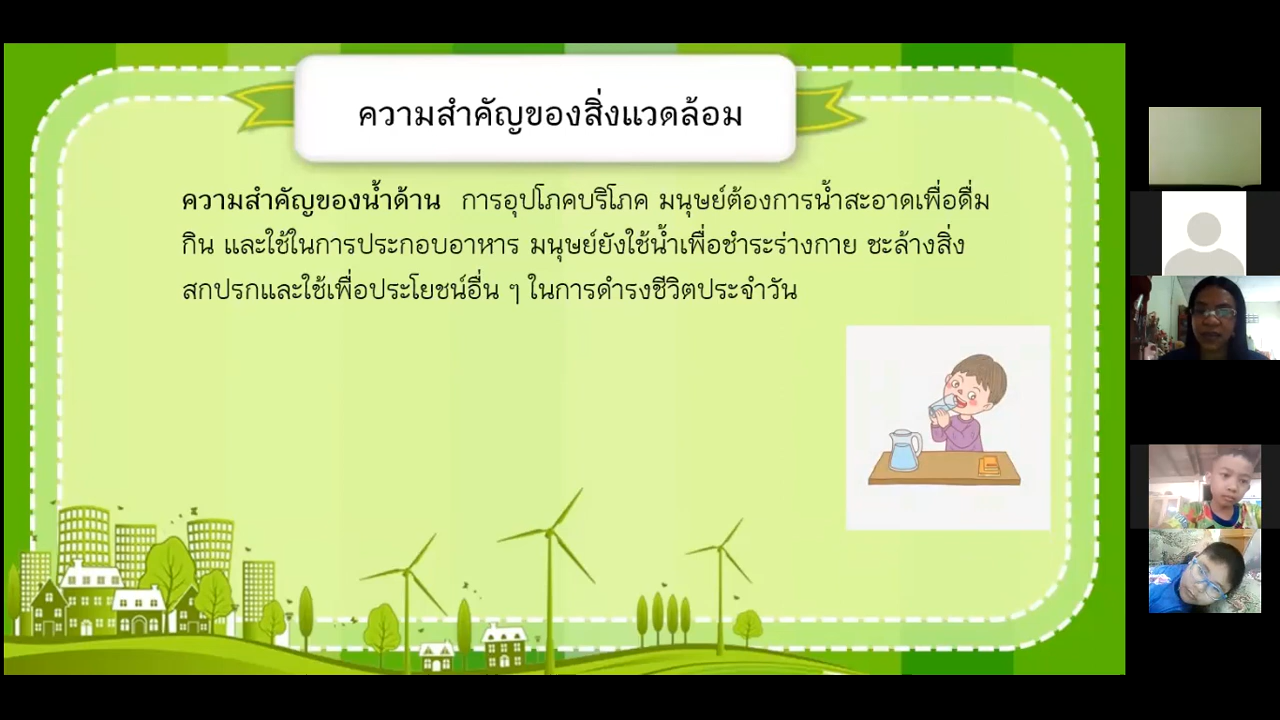 ความสำคัญของสิ่งแวดล้อม
ความสำคัญของน้ำด้าน การอุปโภคบริโภค มนุษย์ต้องการน้ำสะอาดเพื่อดื่ม
กิน และใช้ในการประกอบอาหาร มนุษย์ยังใช้น้ำเพื่อชำระร่างกาย ชะล้างสิ่ง
สกปรกและใช้เพื่อประโยชน์อื่น ๆ ในการดำรงชีวิตประจำวัน